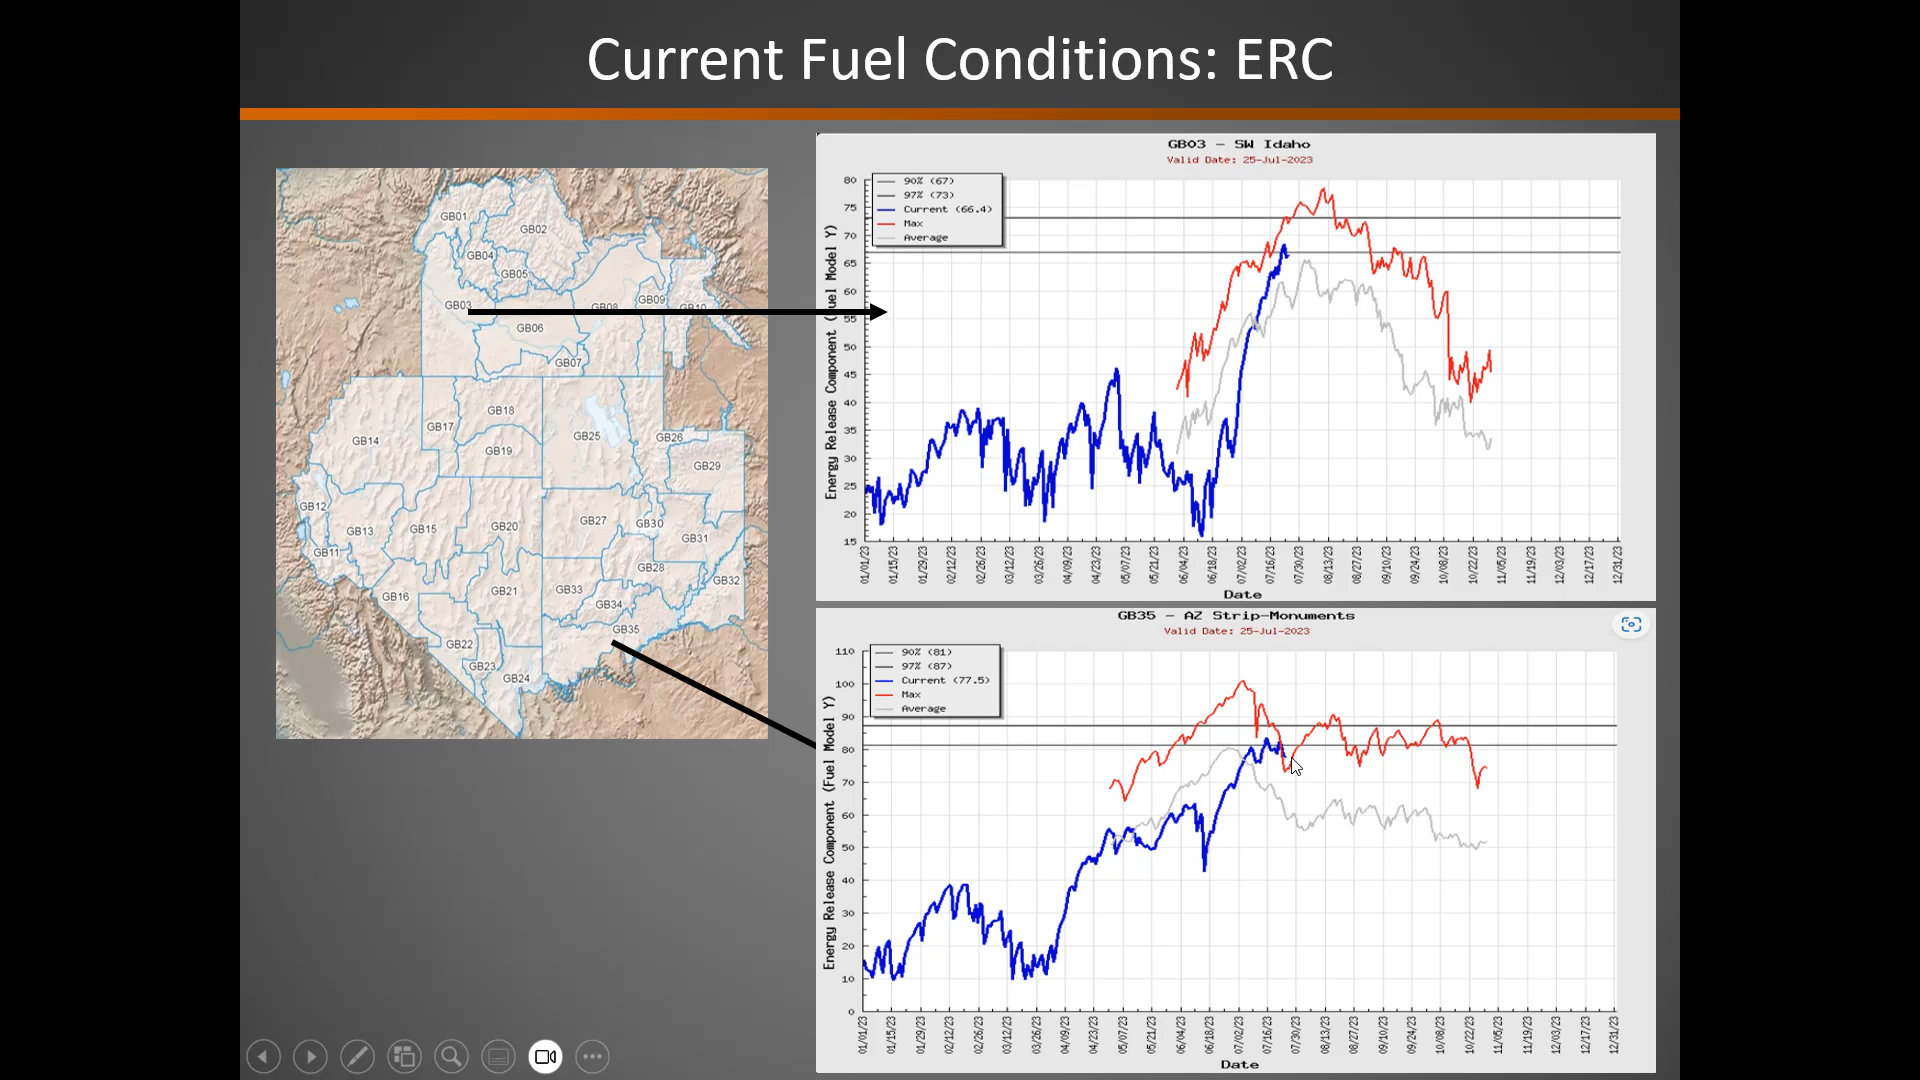 Current Fuel Conditions: ERC
GB01
GB02
GB04
GB05
GB03
GB08
GB09
GB10
GB06
GB07
GB18
GB17
GB14
GB25
GB26
GB19
GB29
GB12
GB13
GB15
GB20
GB27
GB30
GB31
GB11
GB28
GB32
GB16
GB21
GB33
GB34
GB35
GB22
GB23
GB24
GB03 - SW Idaho
Valid Date: 25-Jul-2023
90% (67)
97% (73)
Current (66.4)
Max
Average
Energy Release Component (Fuel Model Y)
80
75
70
65
60
55
50
45
40
35
30
25
20
15
01/01/23 01/15/23 01/29/23 02/12/23 02/26/23 03/12/23 03/26/23 04/09/23 04/23/23 05/07/23 05/21/23 06/04/23 06/18/23 07/02/23 07/16/23 07/30/23 08/13/23 08/27/23 09/10/23 09/24/23 10/08/23 10/22/23 11/05/23 11/19/23 12/03/23 12/17/23 12/31/23
Date
GB35 - AZ Strip-Monuments
Valid Date: 25-Jul-2023
90% (81)
97% (87)
Current (77.5)
Max
Average
Energy Release Component (Fuel Model Y)
110
100
90
80
70
60
50
40
30
20
10
0
01/01/23 01/15/23 01/29/23 02/12/23 02/26/23 03/12/23 03/26/23 04/09/23 04/23/23 05/07/23 05/21/23 06/04/23 06/18/23 07/02/23 07/16/23 07/30/23 08/13/23 08/27/23 09/10/23 09/24/23 10/08/23 10/22/23 11/05/23 11/19/23 12/03/23 12/17/23 12/31/23
Date